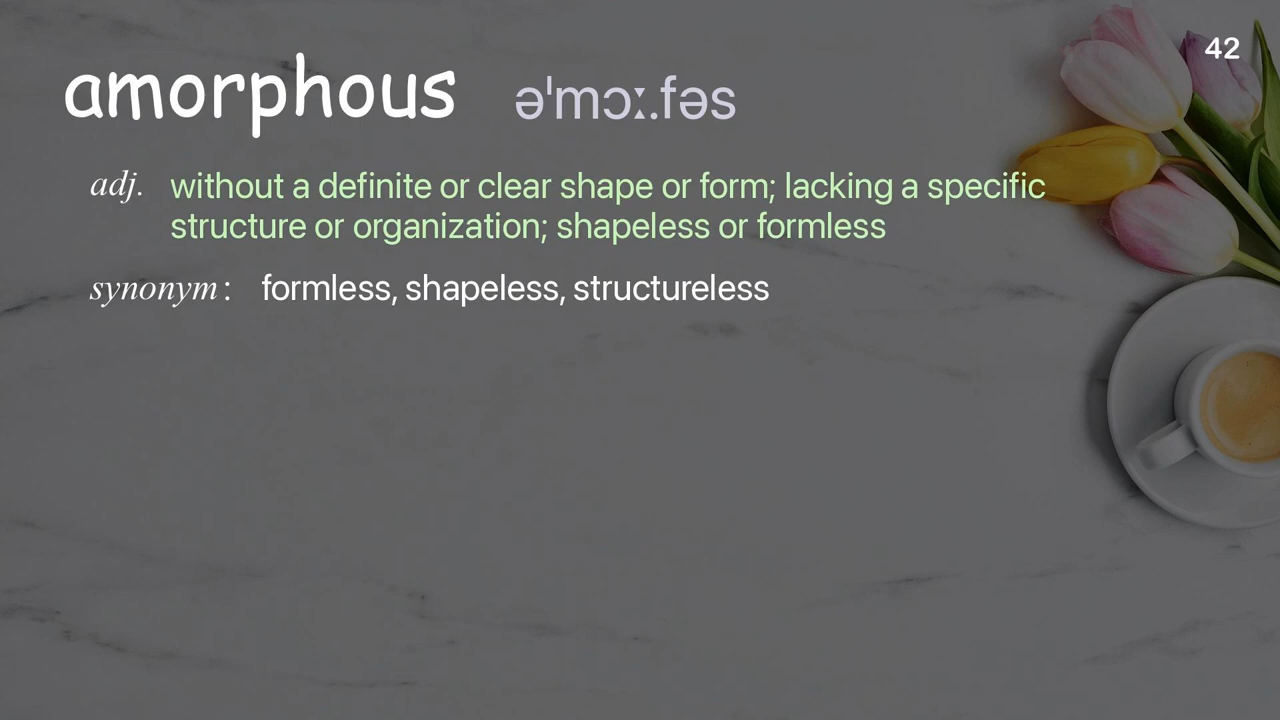 42
amorphous əˈmɔː.fəs
adj. without a definite or clear shape or form; lacking a specific
structure or organization; shapeless or formless
synonym : formless, shapeless, structureless